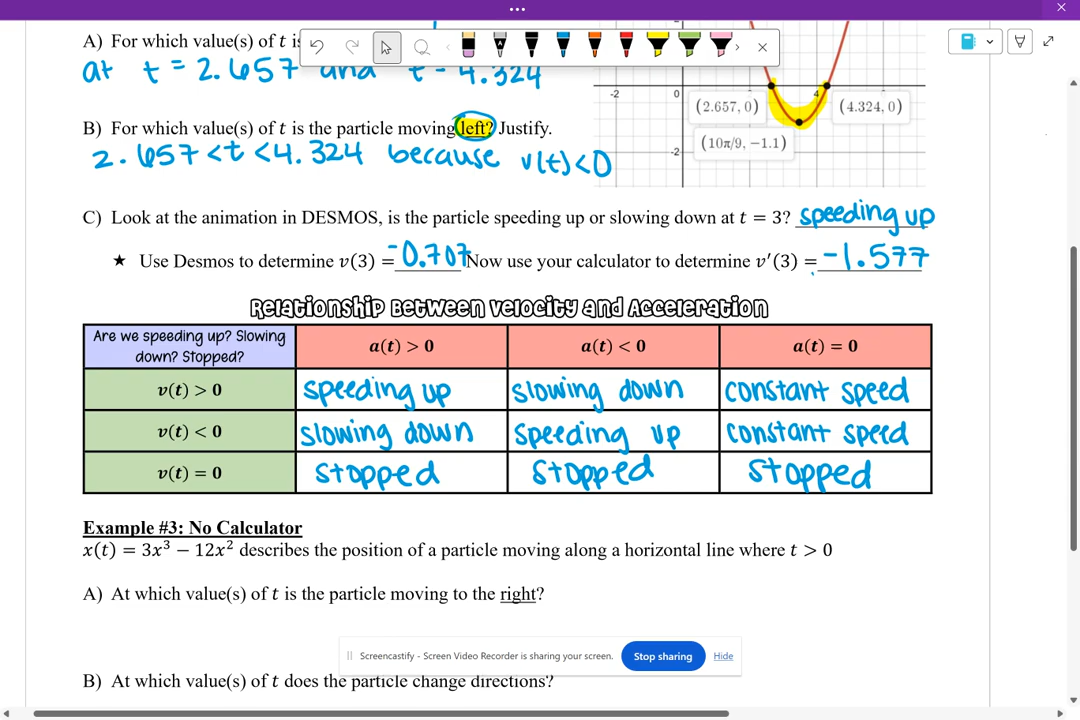 A) For which value(s) of t is
at t = 2.657 and t = 4.324
B) For which value(s) of t is the particle moving left? Justify.
2.657 < t < 4.324 because v(t) < 0
-2
0
4
(2.657, 0)
(4.324, 0)
(10π/9, −1.1)
-2
C) Look at the animation in DESMOS, is the particle speeding up or slowing down at t = 3? speeding up
★ Use Desmos to determine v(3) = -0.707 Now use your calculator to determine v′(3) = -1.577
Relationship Between Velocity and Acceleration
Are we speeding up? Slowing down? Stopped?
a(t) > 0
a(t) < 0
a(t) = 0
v(t) > 0
speeding up
slowing down
constant speed
v(t) < 0
slowing down
speeding up
constant speed
v(t) = 0
stopped
stopped
stopped
Example #3: No Calculator
x(t) = 3x³ − 12x² describes the position of a particle moving along a horizontal line where t > 0
A) At which value(s) of t is the particle moving to the right?
Screencastify - Screen Video Recorder is sharing your screen.
Stop sharing
Hide
B) At which value(s) of t does the particle change directions?